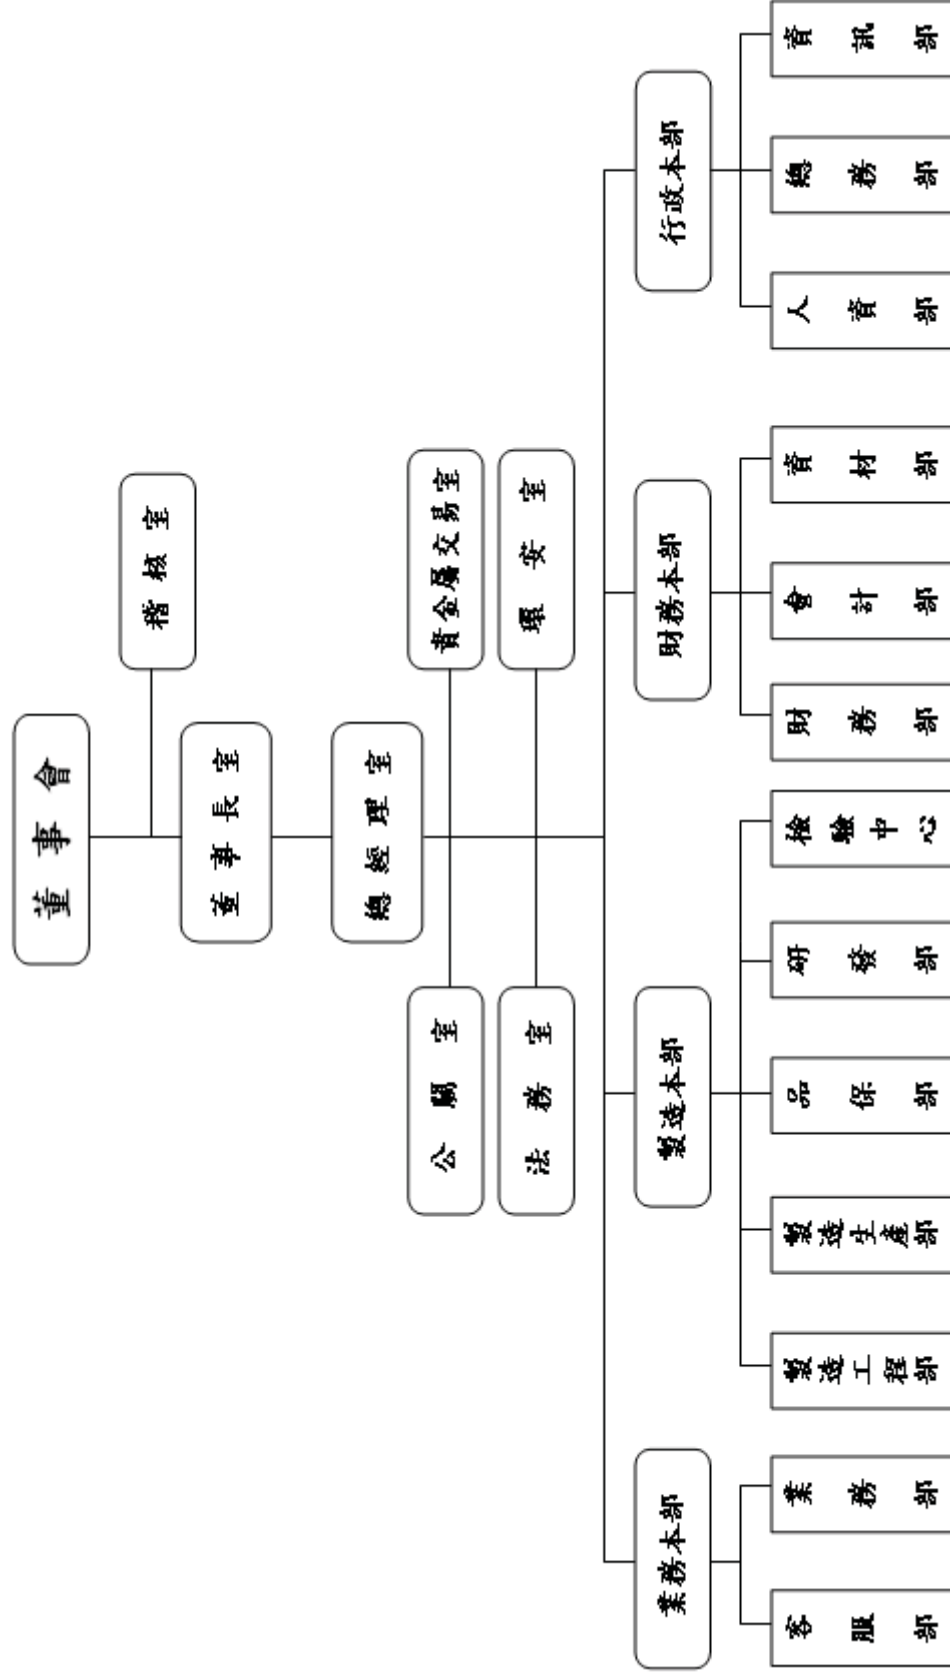 董事會
稽核室
董事長室
總經理室
公關室
貴金屬交易室
法務室
環安室
業務本部
製造本部
財務本部
行政本部
客服部
業務部
製造工程部
製造生產部
品保部
研發部
檢驗中心
財務部
會計部
資材部
人資部
總務部
資訊部